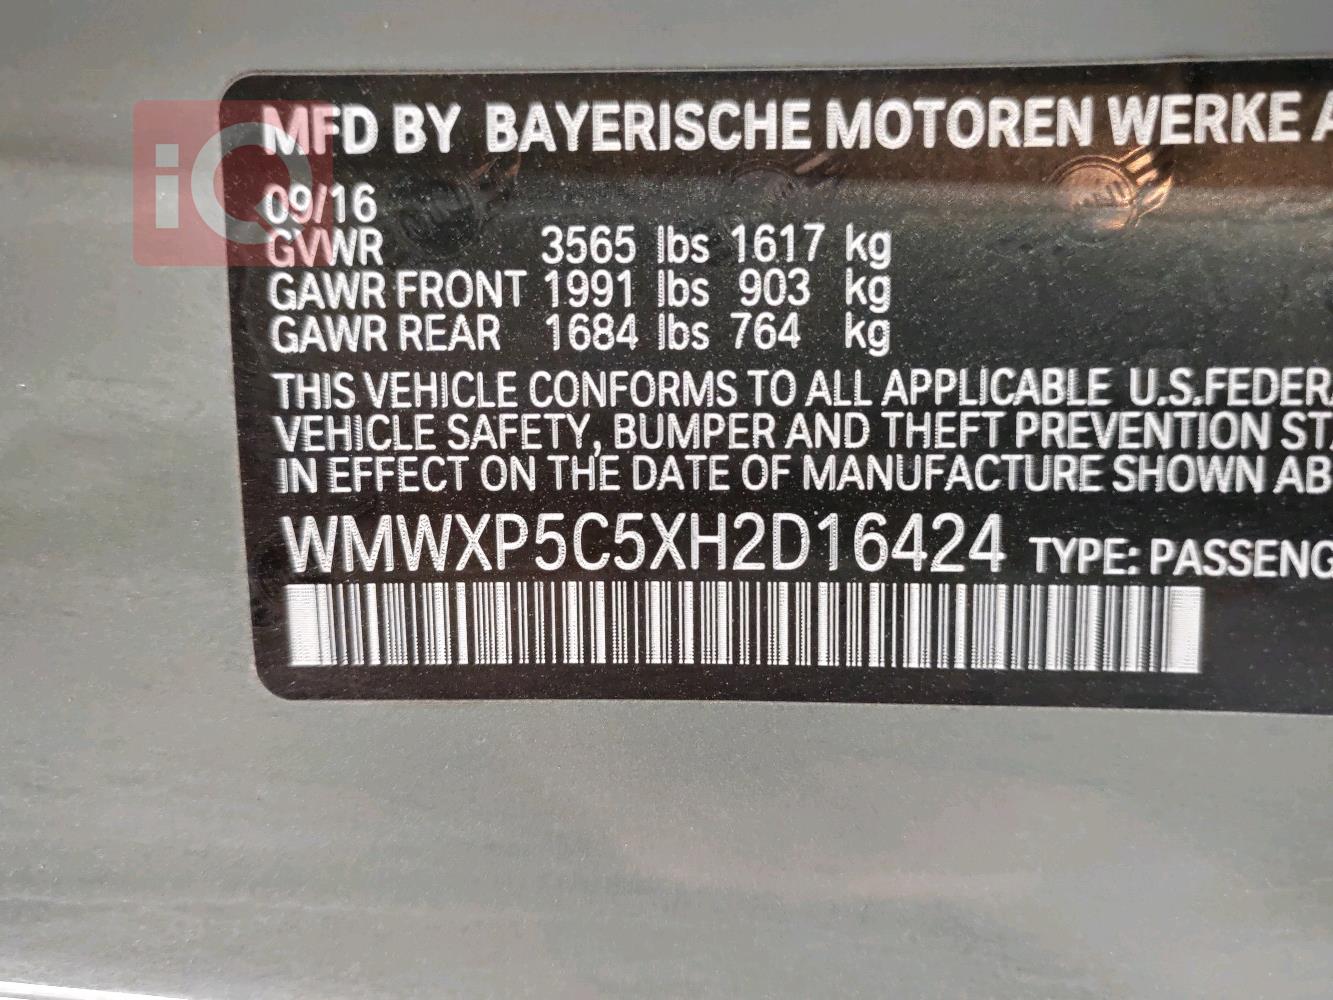 iQ
MFD BY BAYERISCHE MOTOREN WERKE A
09/16
GVWR 3565 lbs 1617 kg
GAWR FRONT 1991 lbs 903 kg
GAWR REAR 1684 lbs 764 kg
THIS VEHICLE CONFORMS TO ALL APPLICABLE U.S.FEDERA
VEHICLE SAFETY, BUMPER AND THEFT PREVENTION STA
IN EFFECT ON THE DATE OF MANUFACTURE SHOWN AB
WMWXP5C5XH2D16424 TYPE: PASSENG